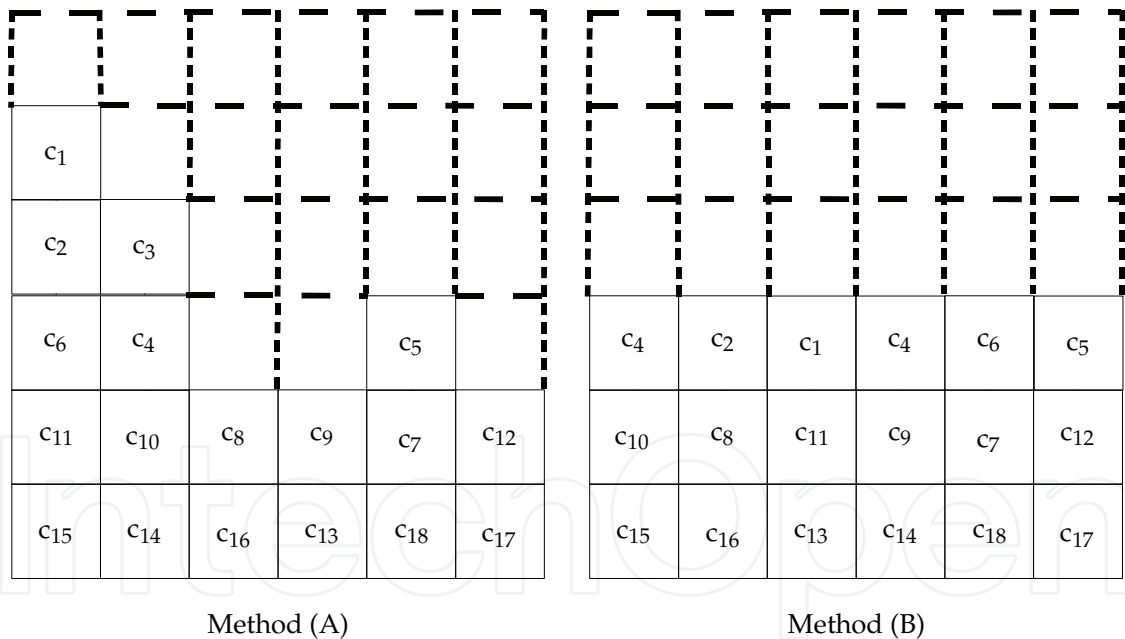 c1
c2 c3
c6 c4 c5
c11 c10 c8 c9 c7 c12
c15 c14 c16 c13 c18 c17
Method (A)
c4 c2 c1 c4 c6 c5
c10 c8 c11 c9 c7 c12
c15 c16 c13 c14 c18 c17
Method (B)
IntechOpen